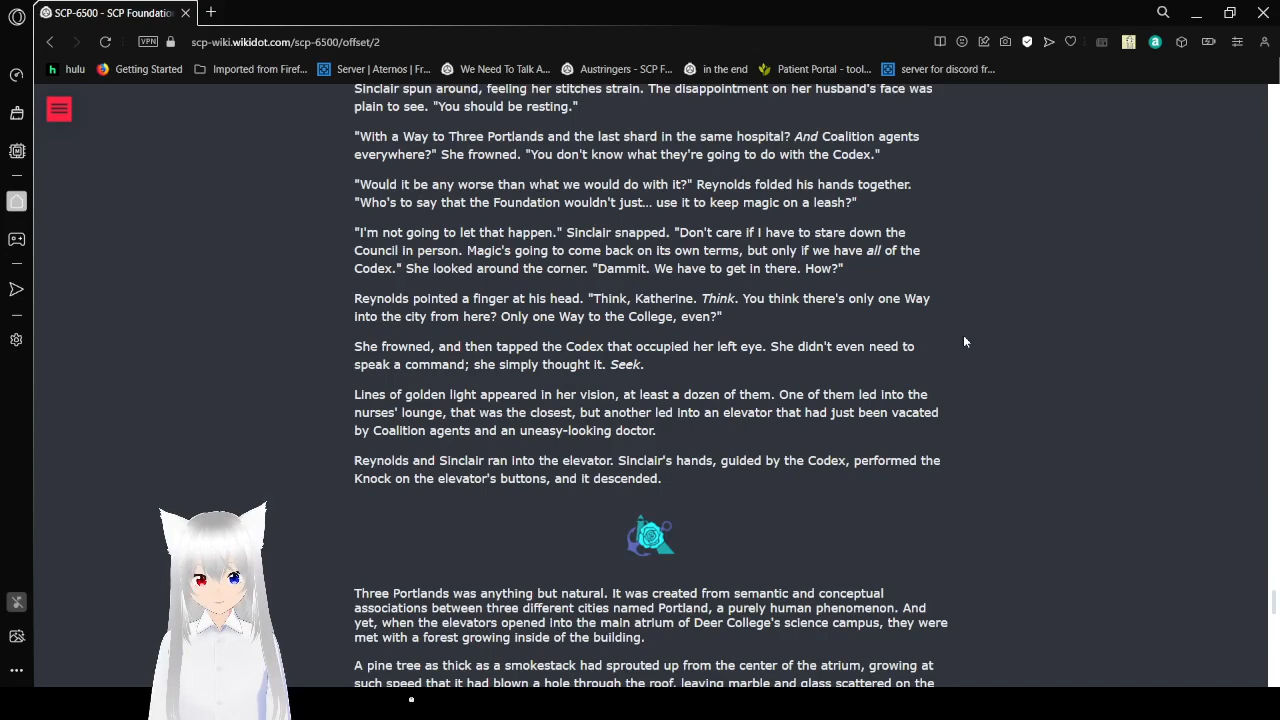 SCP-6500 - SCP Foundatio
scp-wiki.wikidot.com/scp-6500/offset/2
VPN
hulu
Getting Started
Imported from Firef...
Server | Aternos | Fr...
We Need To Talk A...
Austringers - SCP F...
in the end
Patient Portal - tool...
server for discord fr...
Sinclair spun around, feeling her stitches strain. The disappointment on her husband's face was
plain to see. "You should be resting."
"With a Way to Three Portlands and the last shard in the same hospital? And Coalition agents
everywhere?" She frowned. "You don't know what they're going to do with the Codex."
"Would it be any worse than what we would do with it?" Reynolds folded his hands together.
"Who's to say that the Foundation wouldn't just... use it to keep magic on a leash?"
"I'm not going to let that happen." Sinclair snapped. "Don't care if I have to stare down the
Council in person. Magic's going to come back on its own terms, but only if we have all of the
Codex." She looked around the corner. "Dammit. We have to get in there. How?"
Reynolds pointed a finger at his head. "Think, Katherine. Think. You think there's only one Way
into the city from here? Only one Way to the College, even?"
She frowned, and then tapped the Codex that occupied her left eye. She didn't even need to
speak a command; she simply thought it. Seek.
Lines of golden light appeared in her vision, at least a dozen of them. One of them led into the
nurses' lounge, that was the closest, but another led into an elevator that had just been vacated
by Coalition agents and an uneasy-looking doctor.
Reynolds and Sinclair ran into the elevator. Sinclair's hands, guided by the Codex, performed the
Knock on the elevator's buttons, and it descended.
Three Portlands was anything but natural. It was created from semantic and conceptual
associations between three different cities named Portland, a purely human phenomenon. And
yet, when the elevators opened into the main atrium of Deer College's science campus, they were
met with a forest growing inside of the building.
A pine tree as thick as a smokestack had sprouted up from the center of the atrium, growing at
such speed that it had blown a hole through the roof, leaving marble and glass scattered on the